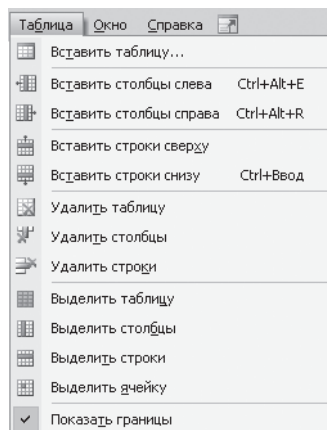 Таблица Окно Справка
Вставить таблицу...
Вставить столбцы слева Ctrl+Alt+E
Вставить столбцы справа Ctrl+Alt+R
Вставить строки сверху
Вставить строки снизу Ctrl+Ввод
Удалить таблицу
Удалить столбцы
Удалить строки
Выделить таблицу
Выделить столбцы
Выделить строки
Выделить ячейку
Показать границы